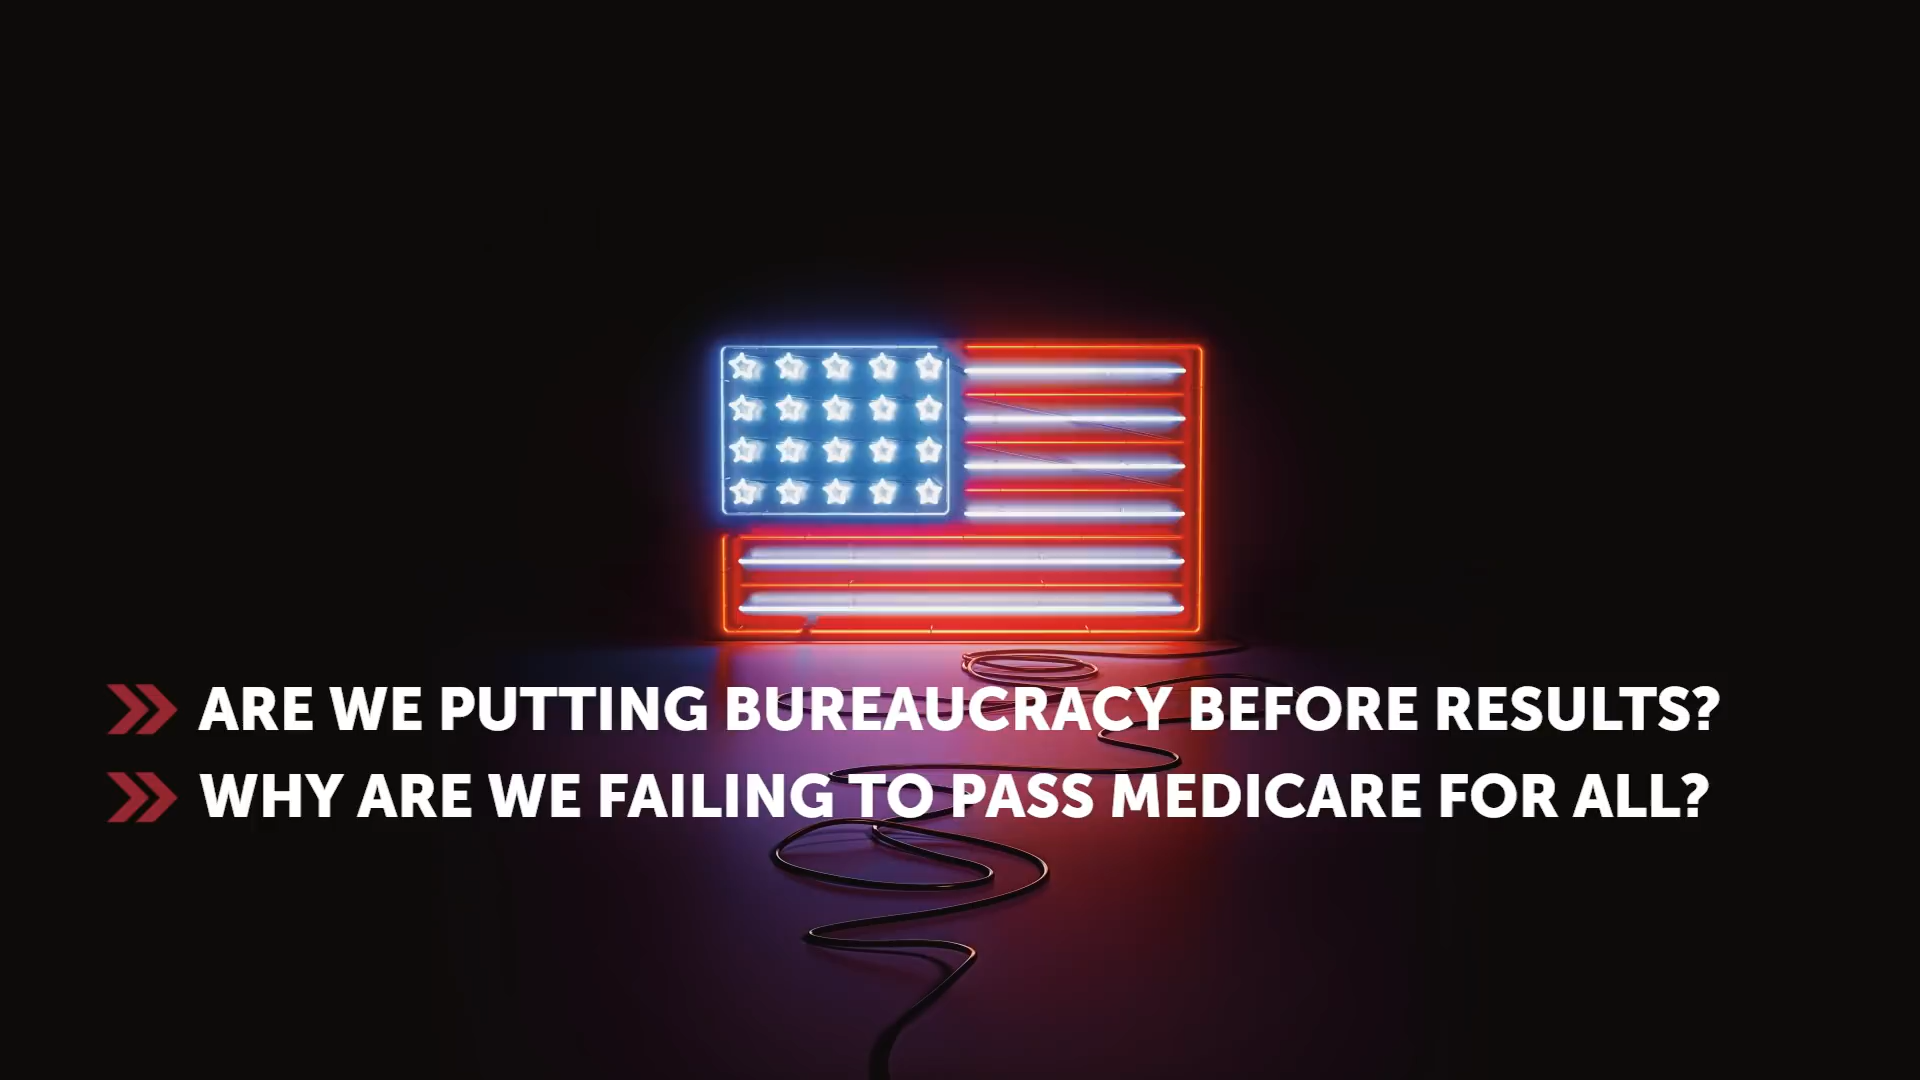 ARE WE PUTTING BUREAUCRACY BEFORE RESULTS?
WHY ARE WE FAILING TO PASS MEDICARE FOR ALL?